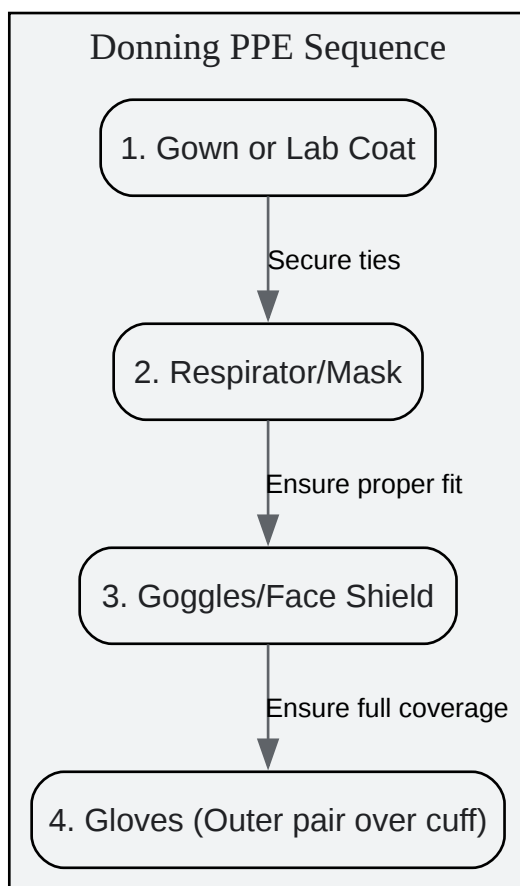 Donning PPE Sequence
1. Gown or Lab Coat
Secure ties
2. Respirator/Mask
Ensure proper fit
3. Goggles/Face Shield
Ensure full coverage
4. Gloves (Outer pair over cuff)